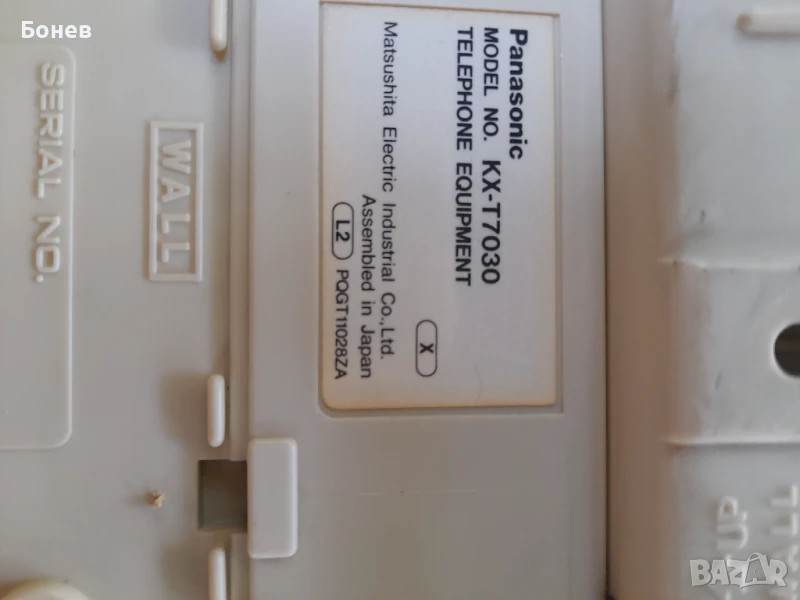 Бонев
Panasonic
MODEL NO. KX-T7030
TELEPHONE EQUIPMENT
X
Matsushita Electric Industrial Co.,Ltd.
Assembled in Japan
L2 PQGT11028ZA
WALL
SERIAL NO.
BAZAR